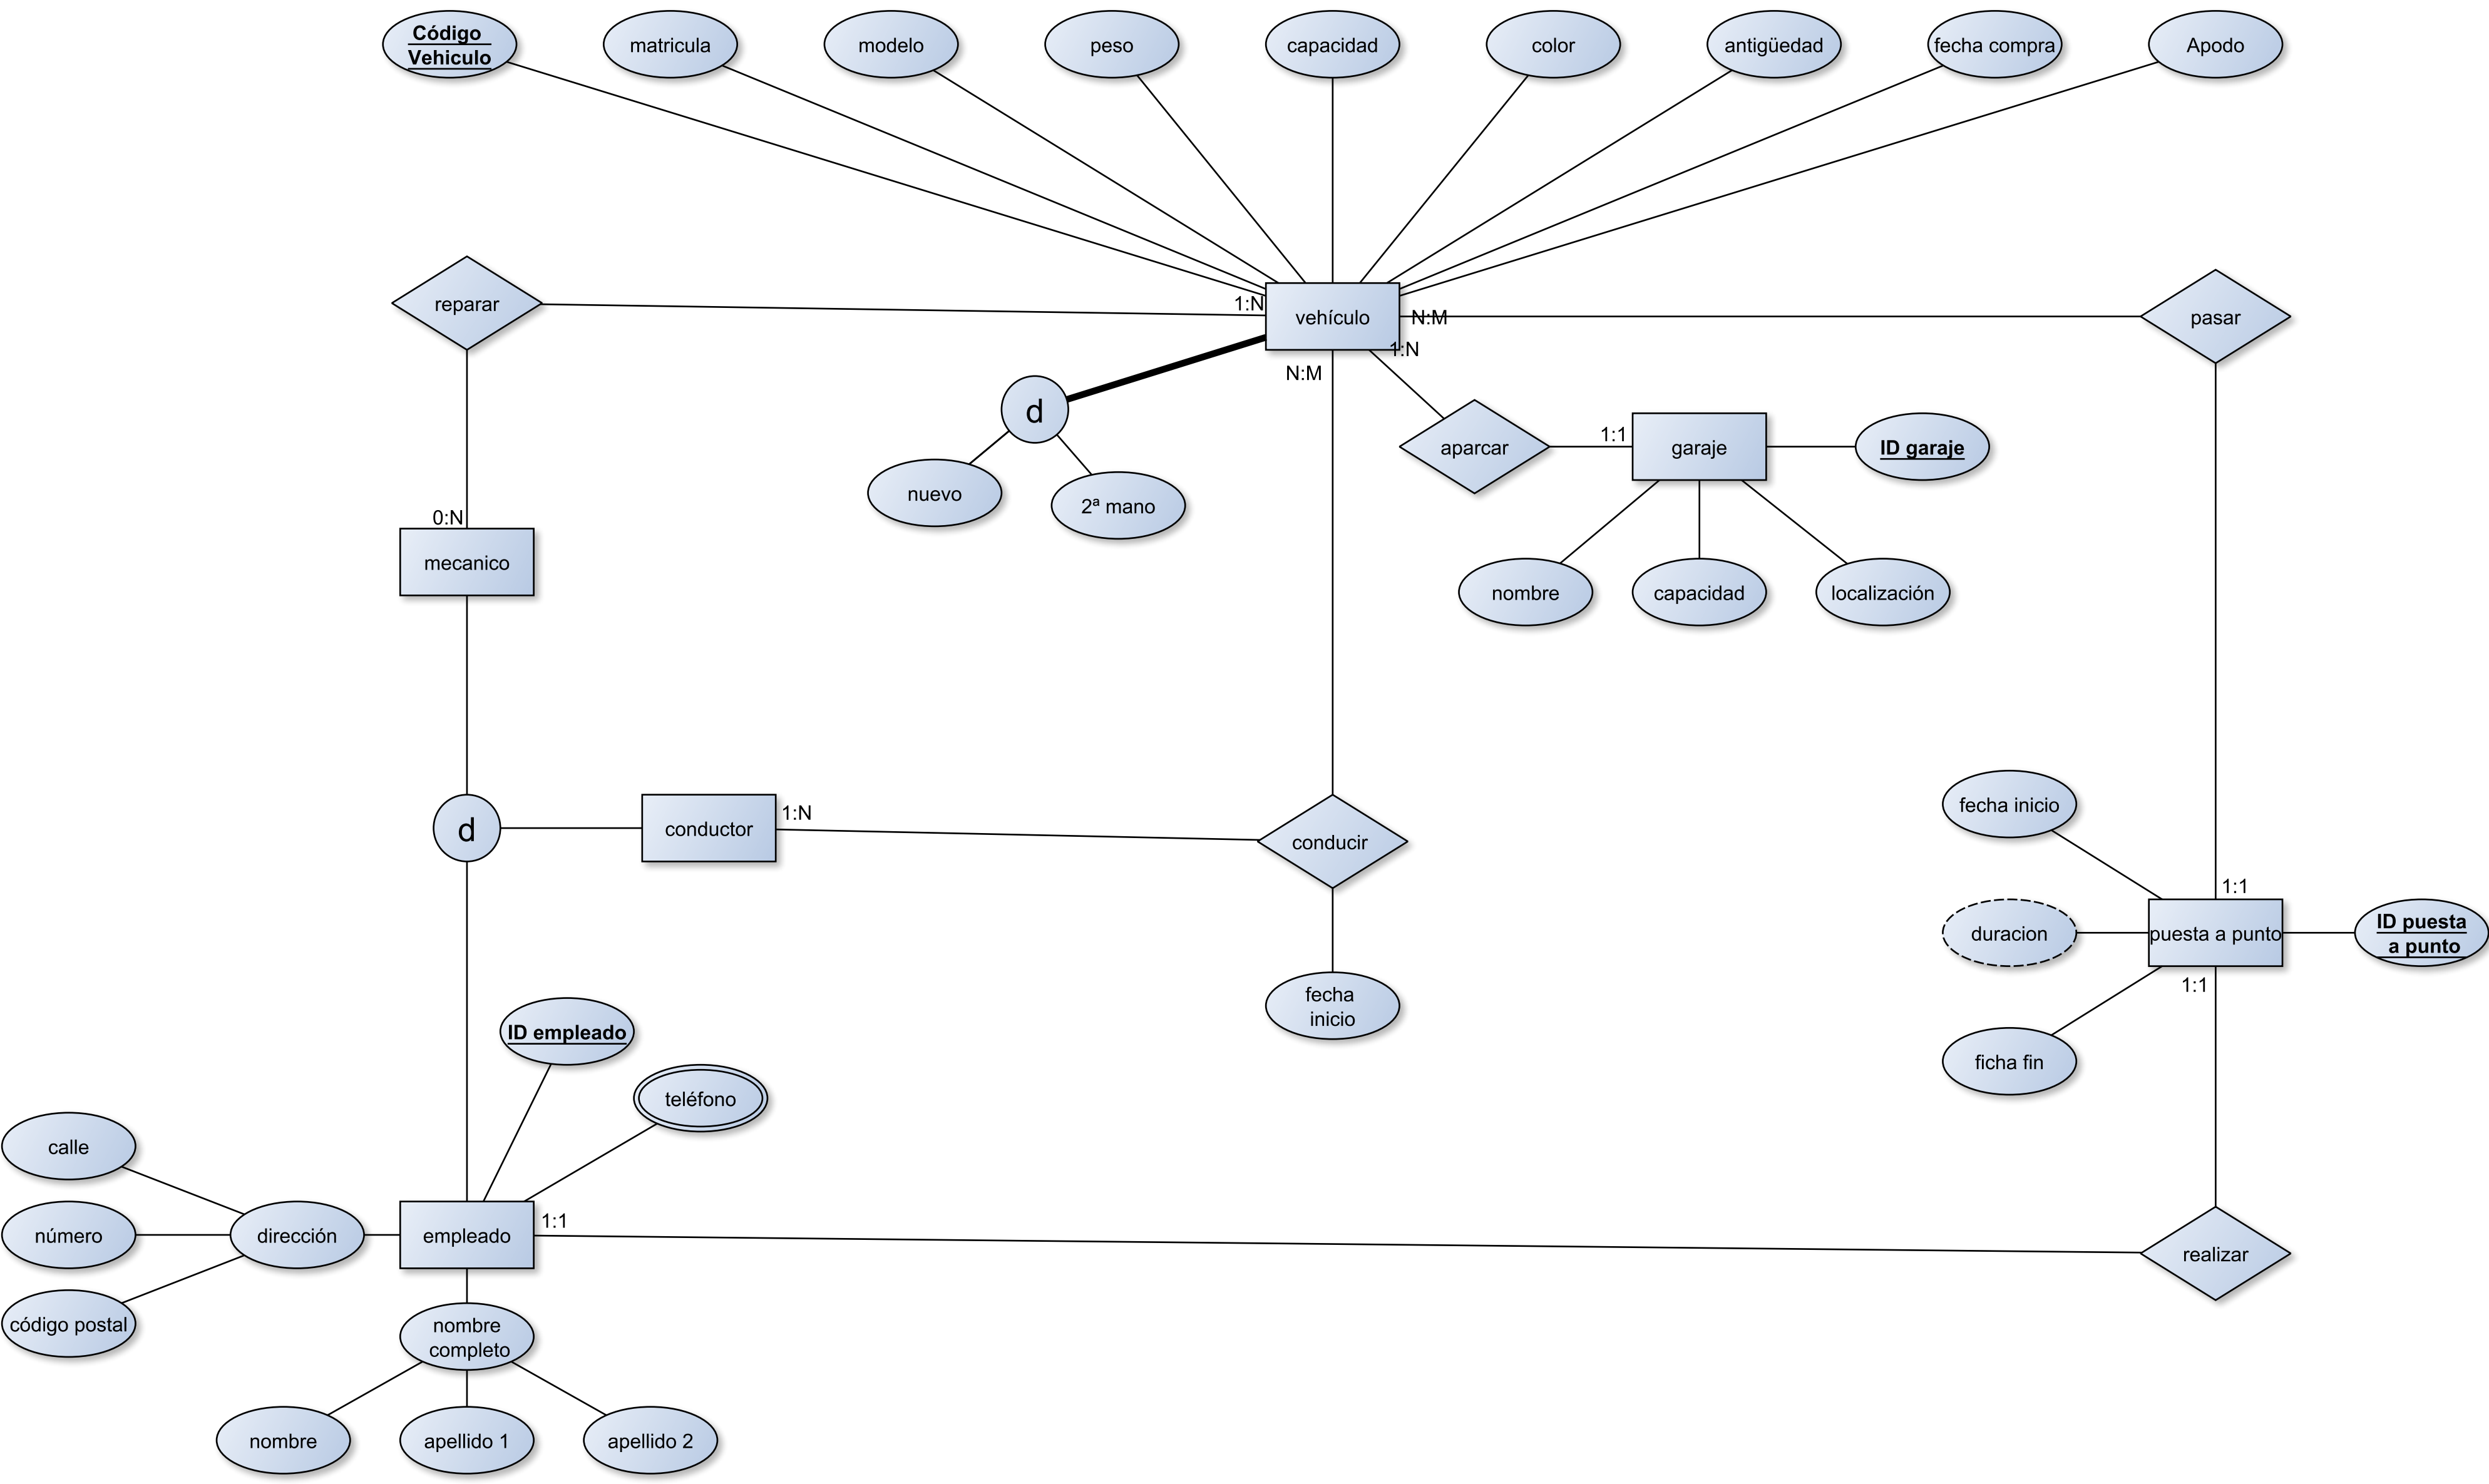 Código
Vehiculo
matricula
modelo
peso
capacidad
color
antigüedad
fecha compra
Apodo
reparar
1:N
vehículo
N:M
pasar
1:N
N:M
d
aparcar
1:1
garaje
ID garaje
nuevo
2ª mano
0:N
mecanico
nombre
capacidad
localización
d
conductor
1:N
conducir
fecha inicio
1:1
duracion
puesta a punto
ID puesta
a punto
1:1
fecha
inicio
ID empleado
ficha fin
teléfono
calle
número
dirección
empleado
1:1
realizar
código postal
nombre
completo
nombre
apellido 1
apellido 2